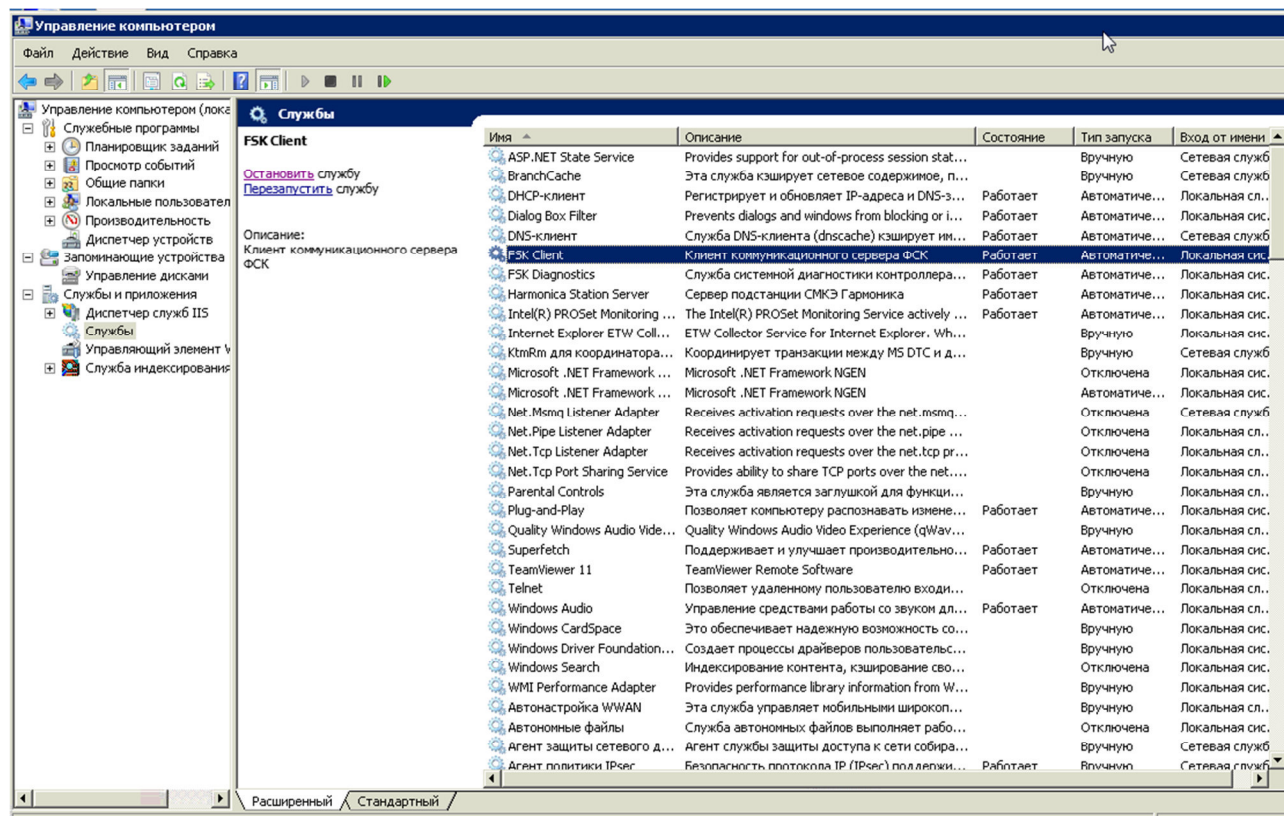 Управление компьютером
Файл Действие Вид Справка
Управление компьютером (лока
Служебные программы
Планировщик заданий
Просмотр событий
Общие папки
Локальные пользовател
Производительность
Диспетчер устройств
Запоминающие устройства
Управление дисками
Службы и приложения
Диспетчер служб IIS
Службы
Управляющий элемент W
Служба индексирования
Службы
FSK Client
Остановить службу
Перезапустить службу
Описание:
Клиент коммуникационного сервера
ФСК
Имя Описание Состояние Тип запуска Вход от имени
ASP.NET State Service Provides support for out-of-process session stat... Вручную Сетевая служб
BranchCache Эта служба кэширует сетевое содержимое, п... Вручную Сетевая служб
DHCP-клиент Регистрирует и обновляет IP-адреса и DNS-з... Работает Автоматиче... Локальная сл..
Dialog Box Filter Prevents dialogs and windows from blocking or i... Работает Автоматиче... Локальная сис.
DNS-клиент Служба DNS-клиента (dnscache) кэширует им... Работает Автоматиче... Сетевая служб
FSK Client Клиент коммуникационного сервера ФСК Работает Автоматиче... Локальная сис.
FSK Diagnostics Служба системной диагностики контроллера... Работает Автоматиче... Локальная сис.
Harmonica Station Server Сервер подстанции СМКЭ Гармоника Работает Автоматиче... Локальная сис.
Intel(R) PROSet Monitoring ... The Intel(R) PROSet Monitoring Service actively ... Работает Автоматиче... Локальная сис.
Internet Explorer ETW Coll... ETW Collector Service for Internet Explorer. Wh... Вручную Локальная сис.
KtmRm для координатора... Координирует транзакции между MS DTC и д... Вручную Сетевая служб
Microsoft .NET Framework ... Microsoft .NET Framework NGEN Отключена Локальная сис.
Microsoft .NET Framework ... Microsoft .NET Framework NGEN Автоматиче... Локальная сис.
Net.Msmq Listener Adapter Receives activation requests over the net.msmq... Отключена Сетевая служб
Net.Pipe Listener Adapter Receives activation requests over the net.pipe ... Отключена Локальная сл..
Net.Tcp Listener Adapter Receives activation requests over the net.tcp pr... Отключена Локальная сл..
Net.Tcp Port Sharing Service Provides ability to share TCP ports over the net.... Отключена Локальная сл..
Parental Controls Эта служба является заглушкой для функци... Вручную Локальная сл..
Plug-and-Play Позволяет компьютеру распознавать измене... Работает Автоматиче... Локальная сис.
Quality Windows Audio Vide... Quality Windows Audio Video Experience (qWav... Вручную Локальная сл..
Superfetch Поддерживает и улучшает производительно... Работает Автоматиче... Локальная сис.
TeamViewer 11 TeamViewer Remote Software Работает Автоматиче... Локальная сис.
Telnet Позволяет удаленному пользователю входи... Отключена Локальная сл..
Windows Audio Управление средствами работы со звуком дл... Работает Автоматиче... Локальная сл..
Windows CardSpace Это обеспечивает надежную возможность со... Вручную Локальная сис.
Windows Driver Foundation... Создает процессы драйверов пользовательс... Вручную Локальная сис.
Windows Search Индексирование контента, кэширование сво... Отключена Локальная сис.
WMI Performance Adapter Provides performance library information from W... Вручную Локальная сис.
Автонастройка WWAN Эта служба управляет мобильными широкоп... Вручную Локальная сл..
Автономные файлы Служба автономных файлов выполняет рабо... Отключена Локальная сис.
Агент защиты сетевого д... Агент службы защиты доступа к сети собира... Вручную Сетевая служб
Агент политики IPsec Безопасность протокола IP (IPsec) поддержи... Работает Вручную Сетевая служб
Расширенный Стандартный